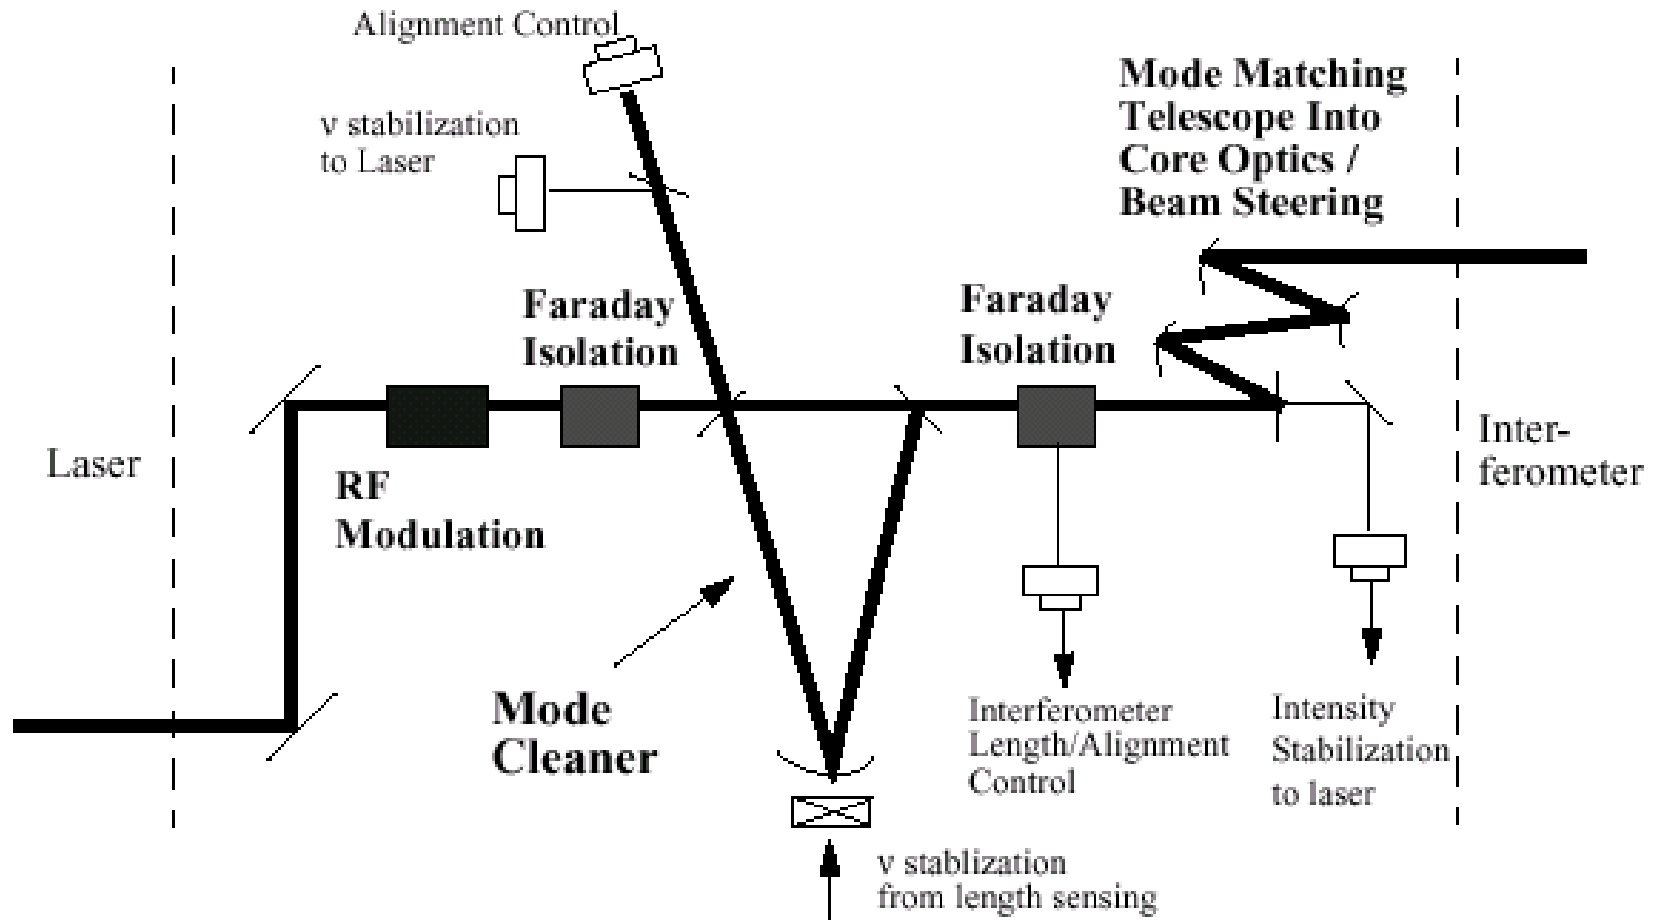 Alignment Control
ν stabilization
to Laser
Mode Matching
Telescope Into
Core Optics /
Beam Steering
Faraday
Isolation
Faraday
Isolation
Laser
RF
Modulation
Inter-
ferometer
Mode
Cleaner
Interferometer
Length/Alignment
Control
Intensity
Stabilization
to laser
ν stablization
from length sensing